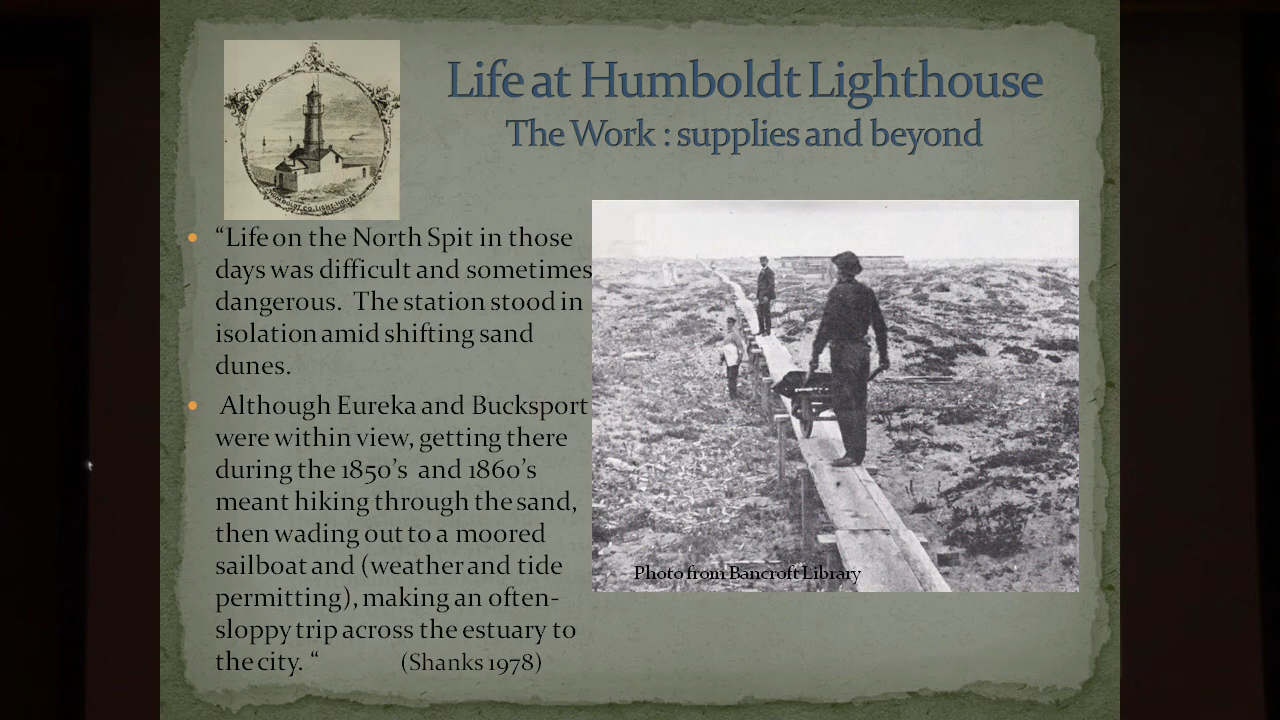 HUMBOLDT CO. LIGHT-HOUSE.
Life at Humboldt Lighthouse
The Work : supplies and beyond
“Life on the North Spit in those
days was difficult and sometimes
dangerous. The station stood in
isolation amid shifting sand
dunes.
Although Eureka and Bucksport
were within view, getting there
during the 1850’s and 1860’s
meant hiking through the sand,
then wading out to a moored
sailboat and (weather and tide
permitting), making an often-
sloppy trip across the estuary to
the city. “ (Shanks 1978)
Photo from Bancroft Library